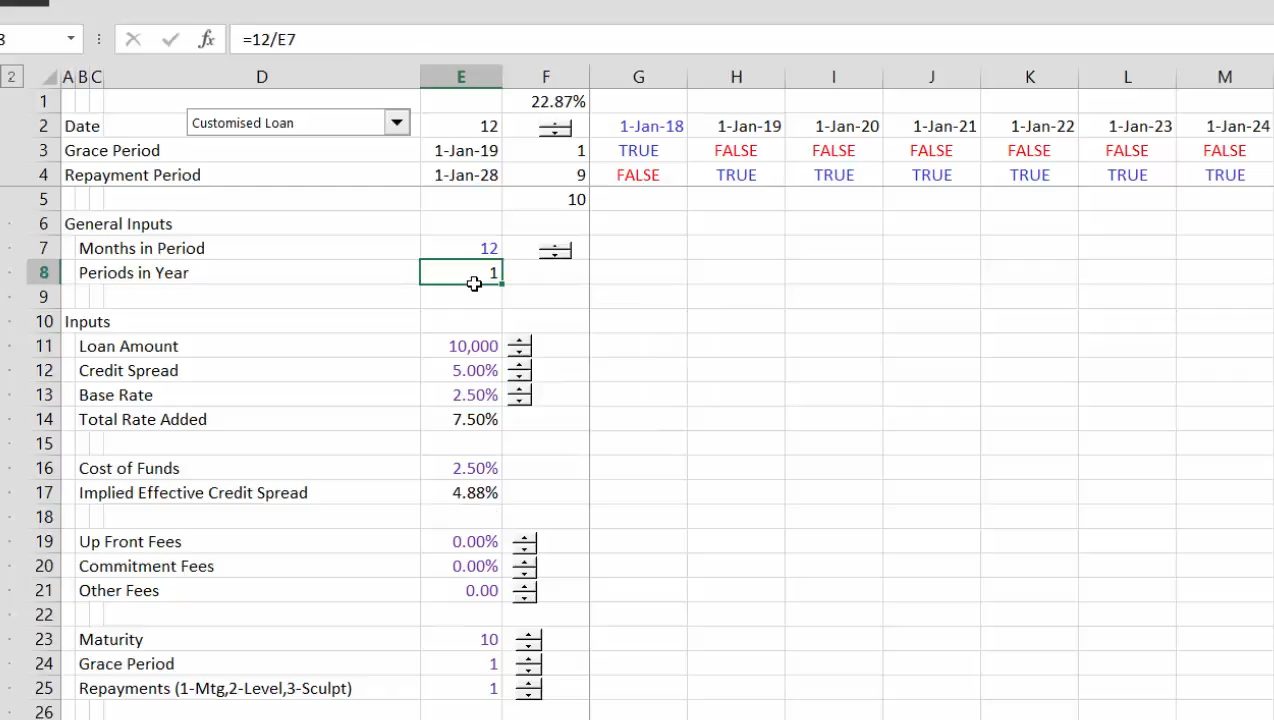 8 fx =12/E7
2 A B C D E F G H I J K L M
1 22.87%
2 Date Customised Loan 12 1-Jan-18 1-Jan-19 1-Jan-20 1-Jan-21 1-Jan-22 1-Jan-23 1-Jan-24
3 Grace Period 1-Jan-19 1 TRUE FALSE FALSE FALSE FALSE FALSE FALSE
4 Repayment Period 1-Jan-28 9 FALSE TRUE TRUE TRUE TRUE TRUE TRUE
5 10
6 General Inputs
7 Months in Period 12
8 Periods in Year 1
9
10 Inputs
11 Loan Amount 10,000
12 Credit Spread 5.00%
13 Base Rate 2.50%
14 Total Rate Added 7.50%
15
16 Cost of Funds 2.50%
17 Implied Effective Credit Spread 4.88%
18
19 Up Front Fees 0.00%
20 Commitment Fees 0.00%
21 Other Fees 0.00
22
23 Maturity 10
24 Grace Period 1
25 Repayments (1-Mtg,2-Level,3-Sculpt) 1
26